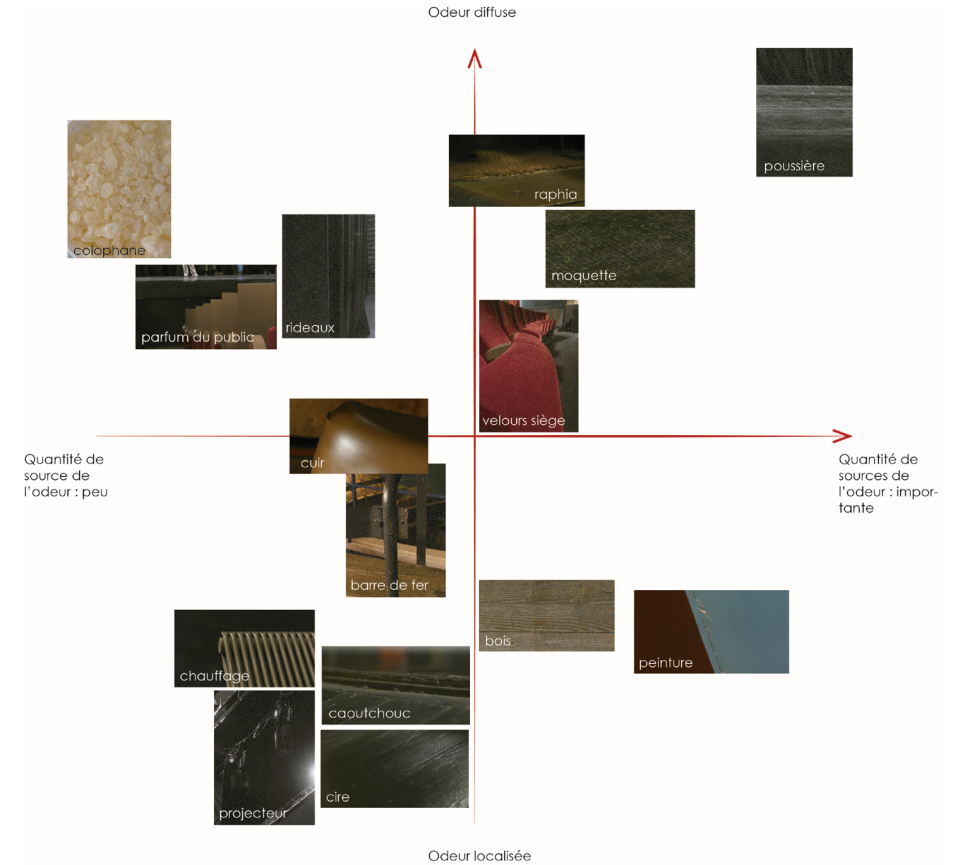 Odeur diffuse
poussière
raphia
colophane
moquette
rideaux
parfum du public
velours siège
Quantité de
source de
l'odeur : peu
Quantité de
sources de
l'odeur : impor-
tante
cuir
barre de fer
bois
peinture
chauffage
caoutchouc
cire
projecteur
Odeur localisée